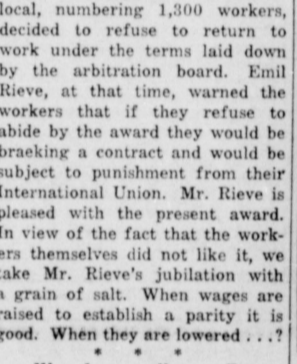 local, numbering 1,300 workers,
decided to refuse to return to
work under the terms laid down
by the arbitration board. Emil
Rieve, at that time, warned the
workers that if they refuse to
abide by the award they would be
braeking a contract and would be
subject to punishment from their
International Union. Mr. Rieve is
pleased with the present award.
In view of the fact that the work-
ers themselves did not like it, we
take Mr. Rieve's jubilation with
a grain of salt. When wages are
raised to establish a parity it is
good. When they are lowered . . .?
* * *